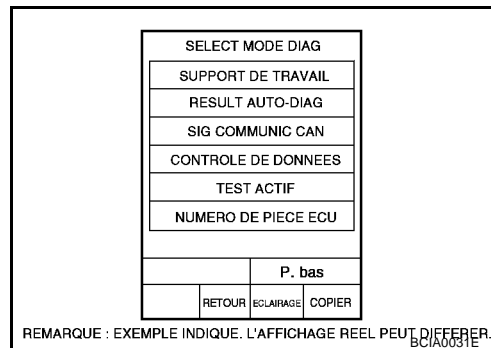 SELECT MODE DIAG
SUPPORT DE TRAVAIL
RESULT AUTO-DIAG
SIG COMMUNIC CAN
CONTROLE DE DONNEES
TEST ACTIF
NUMERO DE PIECE ECU
P. bas
RETOUR ECLAIRAGE COPIER
REMARQUE : EXEMPLE INDIQUE. L'AFFICHAGE REEL PEUT DIFFERER.
BCIA0031E